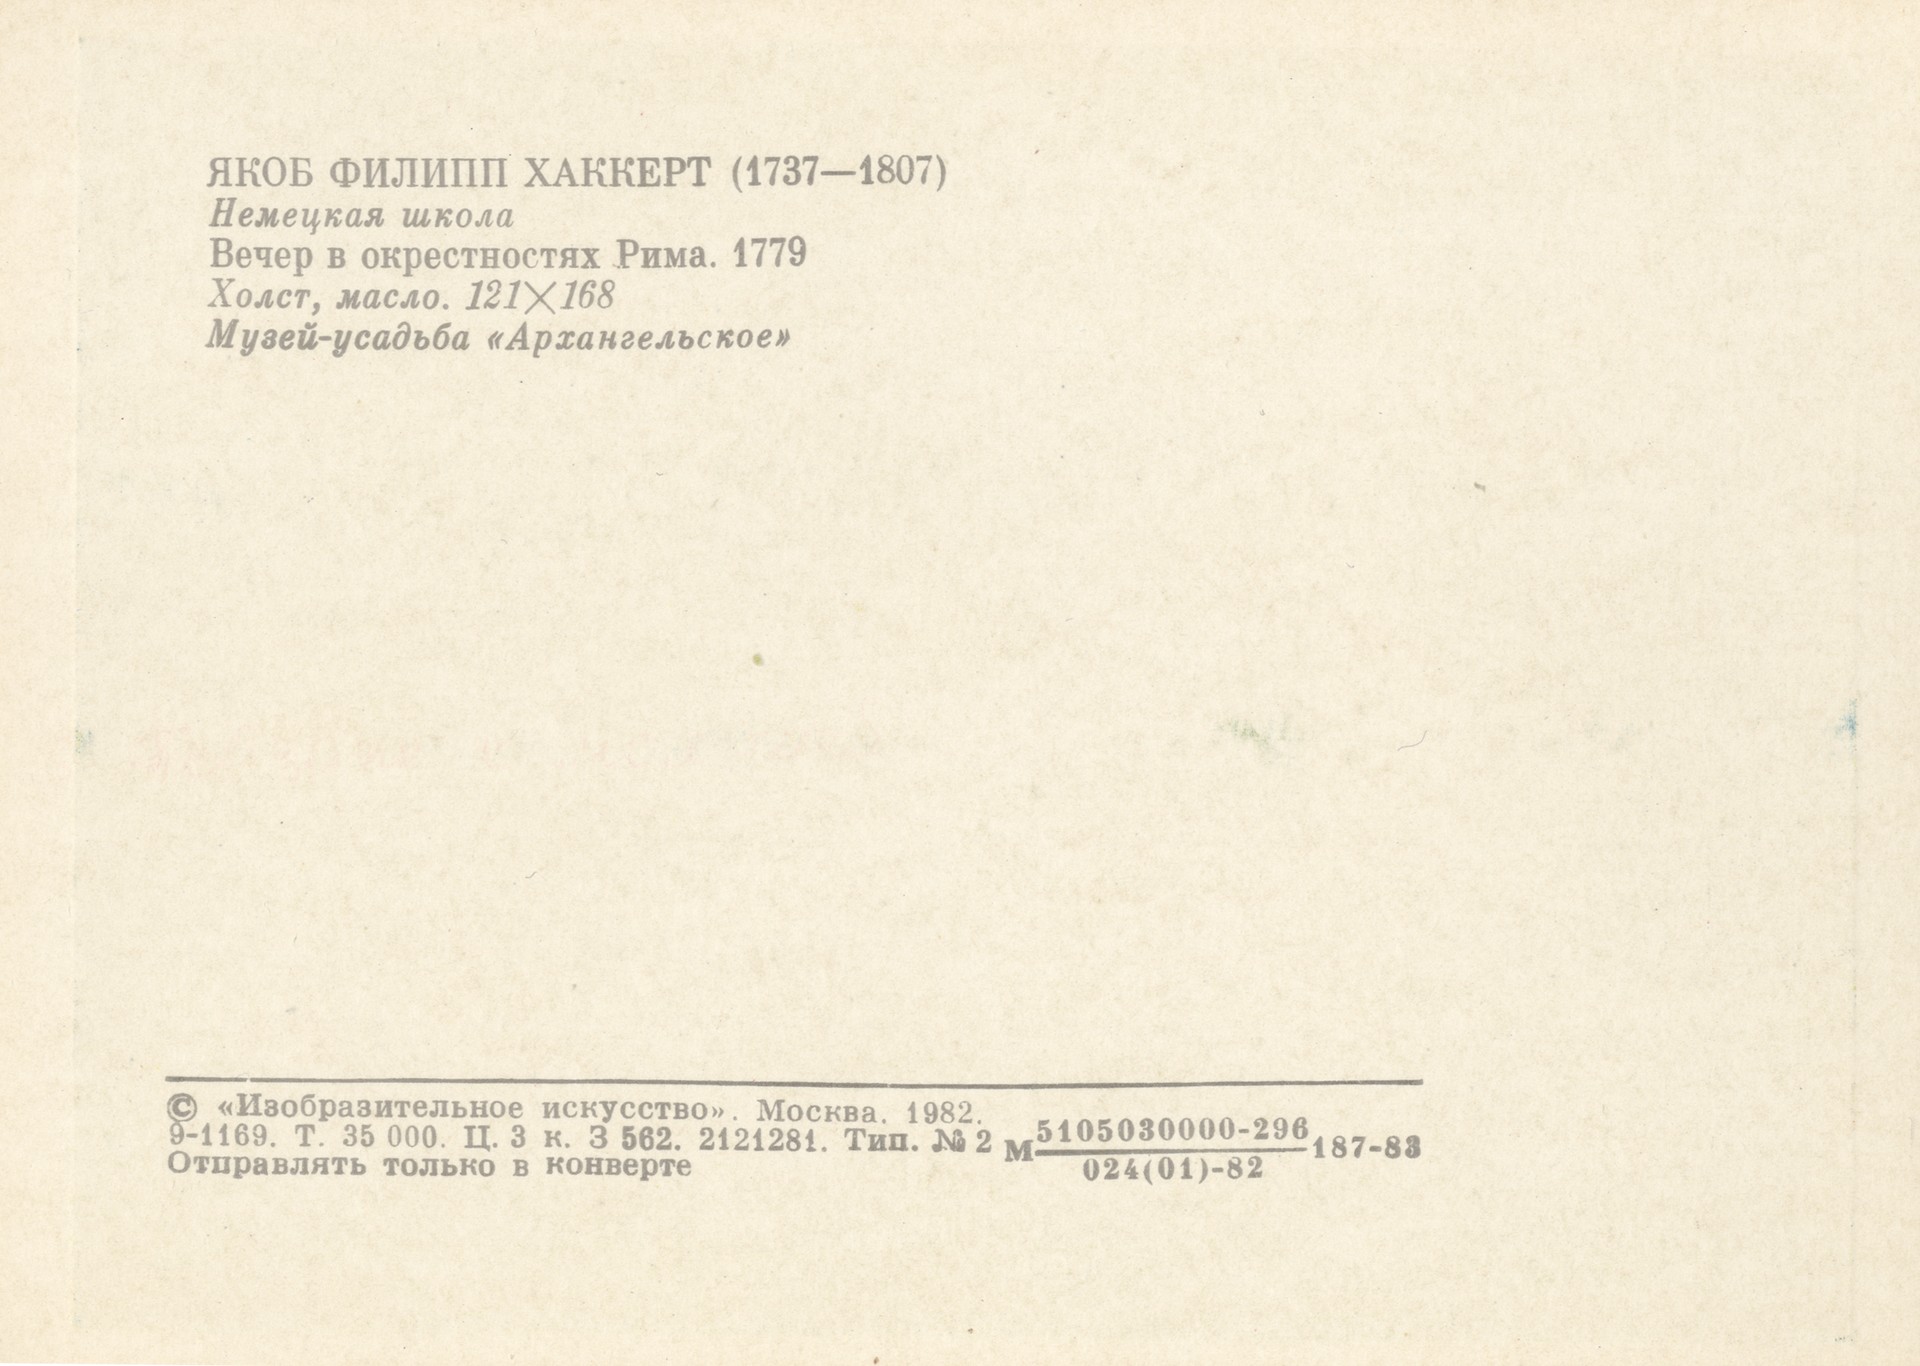 ЯКОБ ФИЛИПП ХАККЕРТ (1737—1807)
Немецкая школа
Вечер в окрестностях Рима. 1779
Холст, масло. 121×168
Музей-усадьба «Архангельское»
© «Изобразительное искусство». Москва. 1982.
9-1169. Т. 35 000. Ц. 3 к. З 562. 2121281. Тип. № 2
Отправлять только в конверте
М 5105030000-296 187-83
024(01)-82